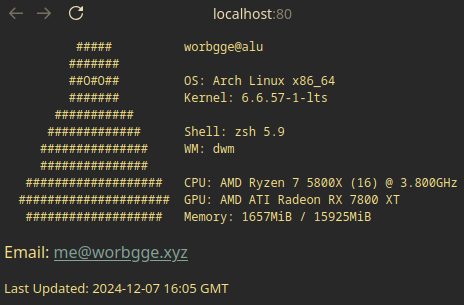 localhost:80
#####          worbgge@alu
#######
##O#O##         OS: Arch Linux x86_64
#######         Kernel: 6.6.57-1-lts
###########
#############      Shell: zsh 5.9
###############     WM: dwm
###############
###################   CPU: AMD Ryzen 7 5800X (16) @ 3.800GHz
#####################  GPU: AMD ATI Radeon RX 7800 XT
###################   Memory: 1657MiB / 15925MiB
Email: me@worbgge.xyz
Last Updated: 2024-12-07 16:05 GMT